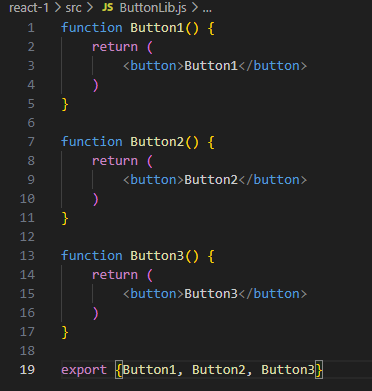 react-1 > src > JS ButtonLib.js > ...
1 function Button1() {
2     return (
3         <button>Button1</button>
4     )
5 }
6
7 function Button2() {
8     return (
9         <button>Button2</button>
10     )
11 }
12
13 function Button3() {
14     return (
15         <button>Button3</button>
16     )
17 }
18
19 export {Button1, Button2, Button3}